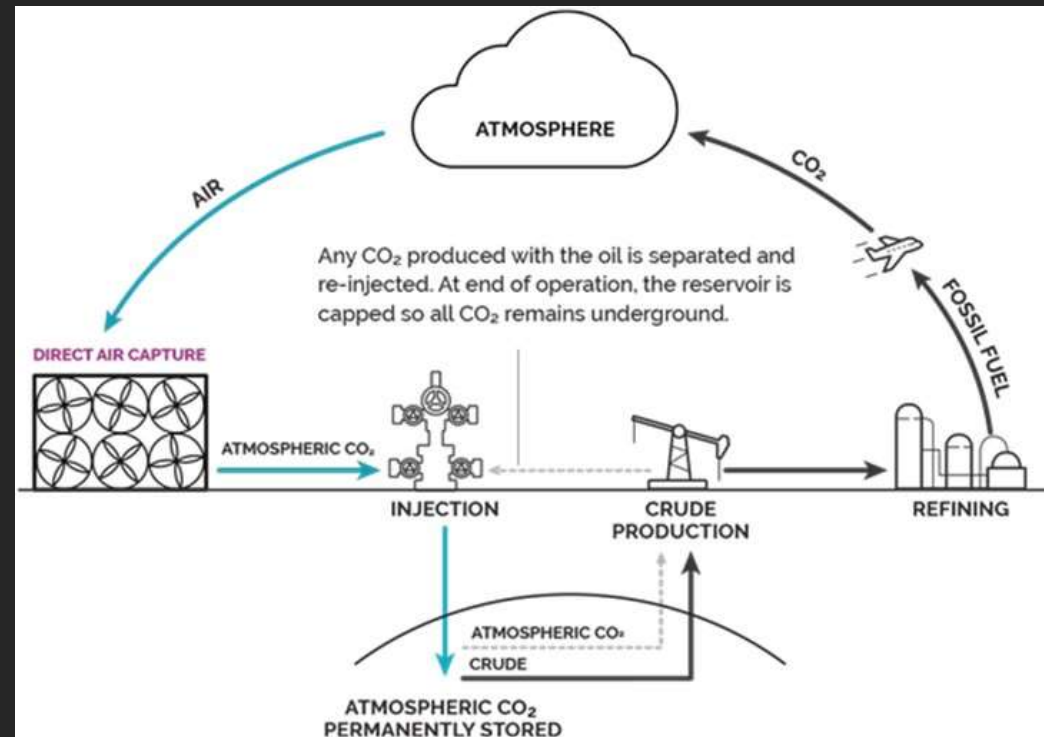 ATMOSPHERE
AIR
CO₂
Any CO₂ produced with the oil is separated and
re-injected. At end of operation, the reservoir is
capped so all CO₂ remains underground.
FOSSIL FUEL
DIRECT AIR CAPTURE
ATMOSPHERIC CO₂
INJECTION
CRUDE
PRODUCTION
REFINING
ATMOSPHERIC CO₂
CRUDE
ATMOSPHERIC CO₂
PERMANENTLY STORED